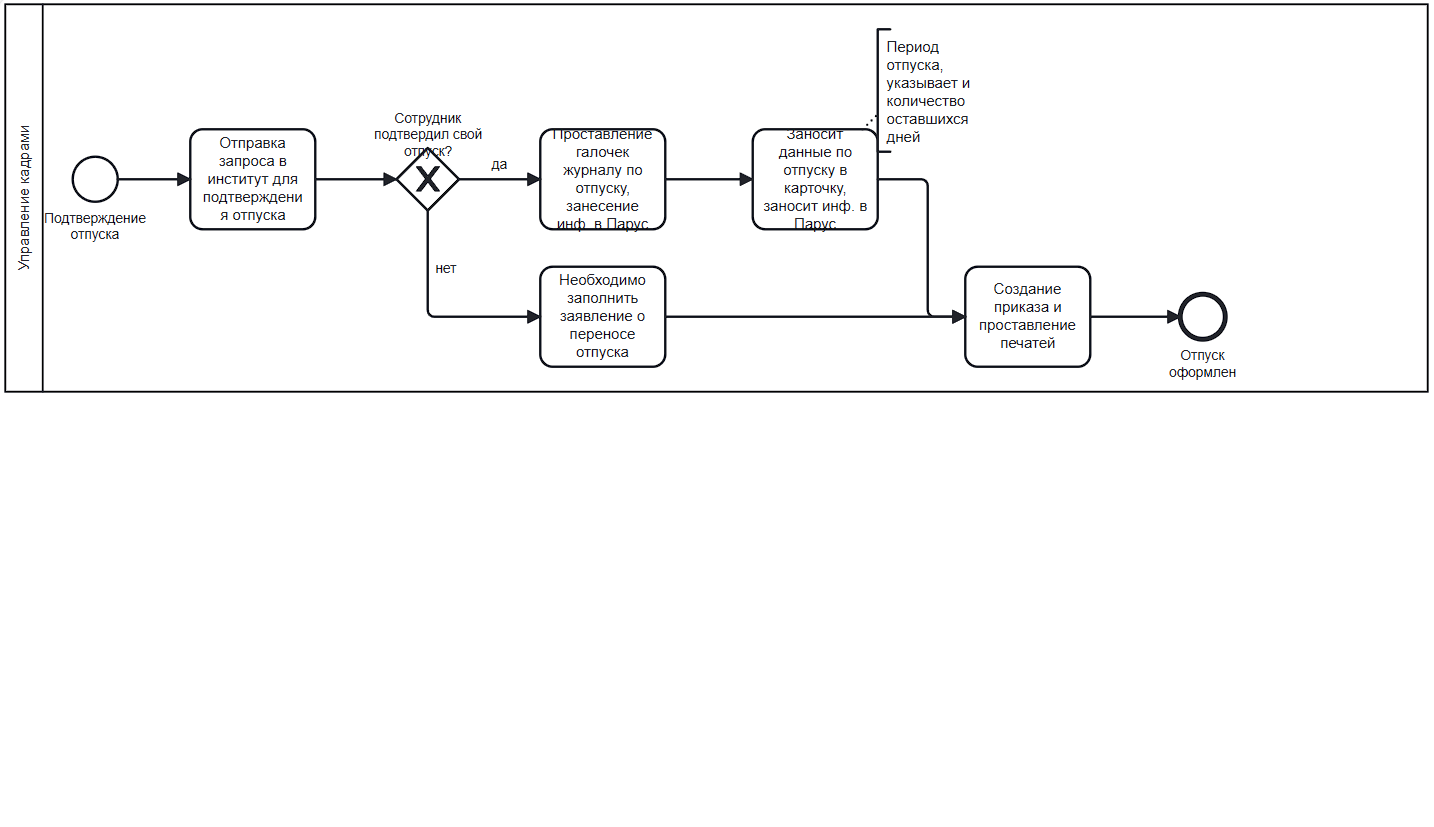 Управление кадрами
Подтверждение
отпуска
Отправка
запроса в
институт для
подтверждени
я отпуска
Сотрудник
подтвердил свой
отпуск?
да
нет
Проставление
галочек
журналу по
отпуску,
занесение
инф. в Парус
Заносит
данные по
отпуску в
карточку,
заносит инф. в
Парус
Период
отпуска,
указывает и
количество
оставшихся
дней
Необходимо
заполнить
заявление о
переносе
отпуска
Создание
приказа и
проставление
печатей
Отпуск
оформлен